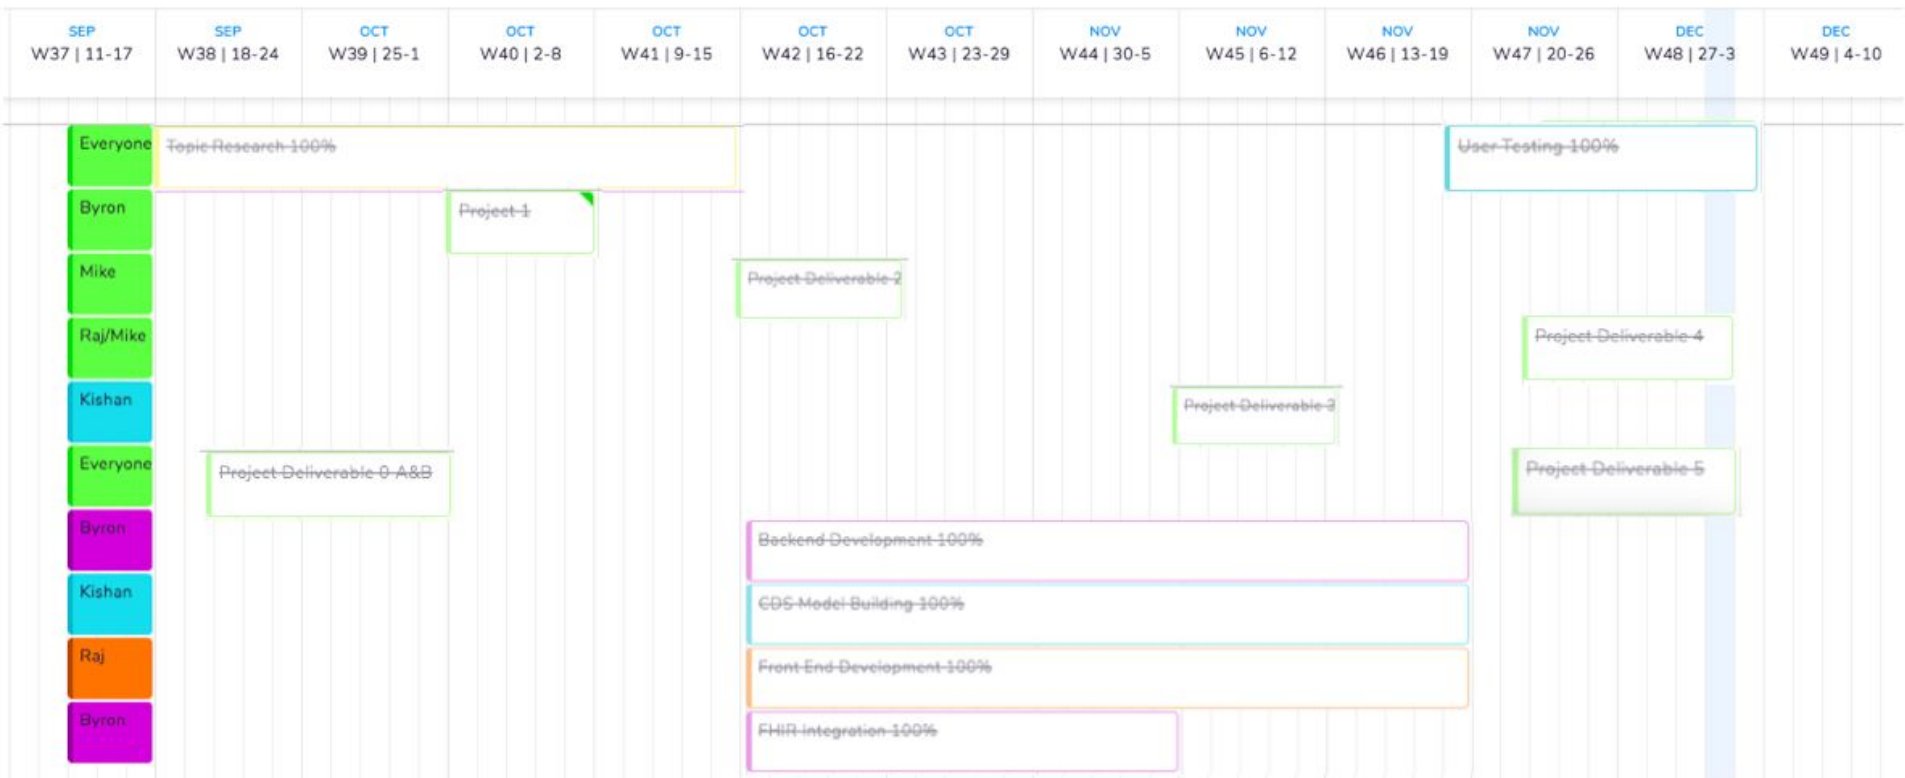 SEP SEP OCT OCT OCT OCT OCT NOV NOV NOV NOV DEC DEC
W37 | 11-17 W38 | 18-24 W39 | 25-1 W40 | 2-8 W41 | 9-15 W42 | 16-22 W43 | 23-29 W44 | 30-5 W45 | 6-12 W46 | 13-19 W47 | 20-26 W48 | 27-3 W49 | 4-10
Everyone Topic Research 100% User Testing 100%
Byron Project 1
Mike Project Deliverable 2
Raj/Mike Project Deliverable 4
Kishan Project Deliverable 3
Everyone Project Deliverable 0 A&B Project Deliverable 5
Byron Backend Development 100%
Kishan CDS Model Building 100%
Raj Front End Development 100%
Byron FHIR Integration 100%